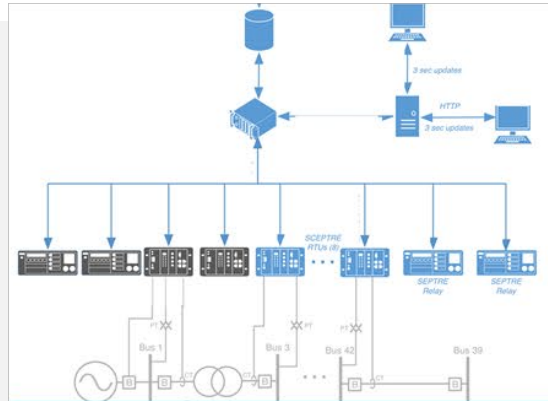 3 sec updates
HTTP
3 sec updates
SCEPTRE
RTUs (8)
SEPTRE
Relay
SEPTRE
Relay
PT
PT
PT
Bus 1
Bus 3
Bus 42
Bus 39
CT
CT
CT
B
B
B
B
B